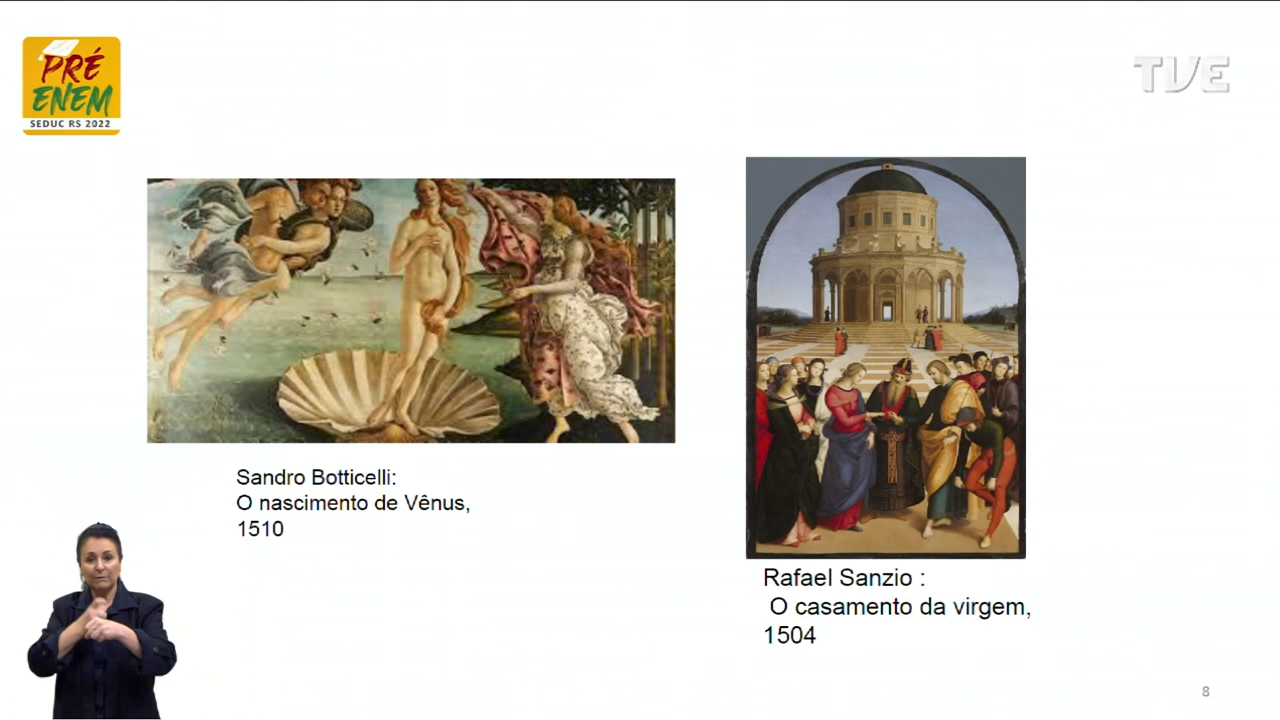 PRÉ
ENEM
SEDUC RS 2022
TVE
Sandro Botticelli:
O nascimento de Vênus,
1510
Rafael Sanzio :
O casamento da virgem,
1504
8